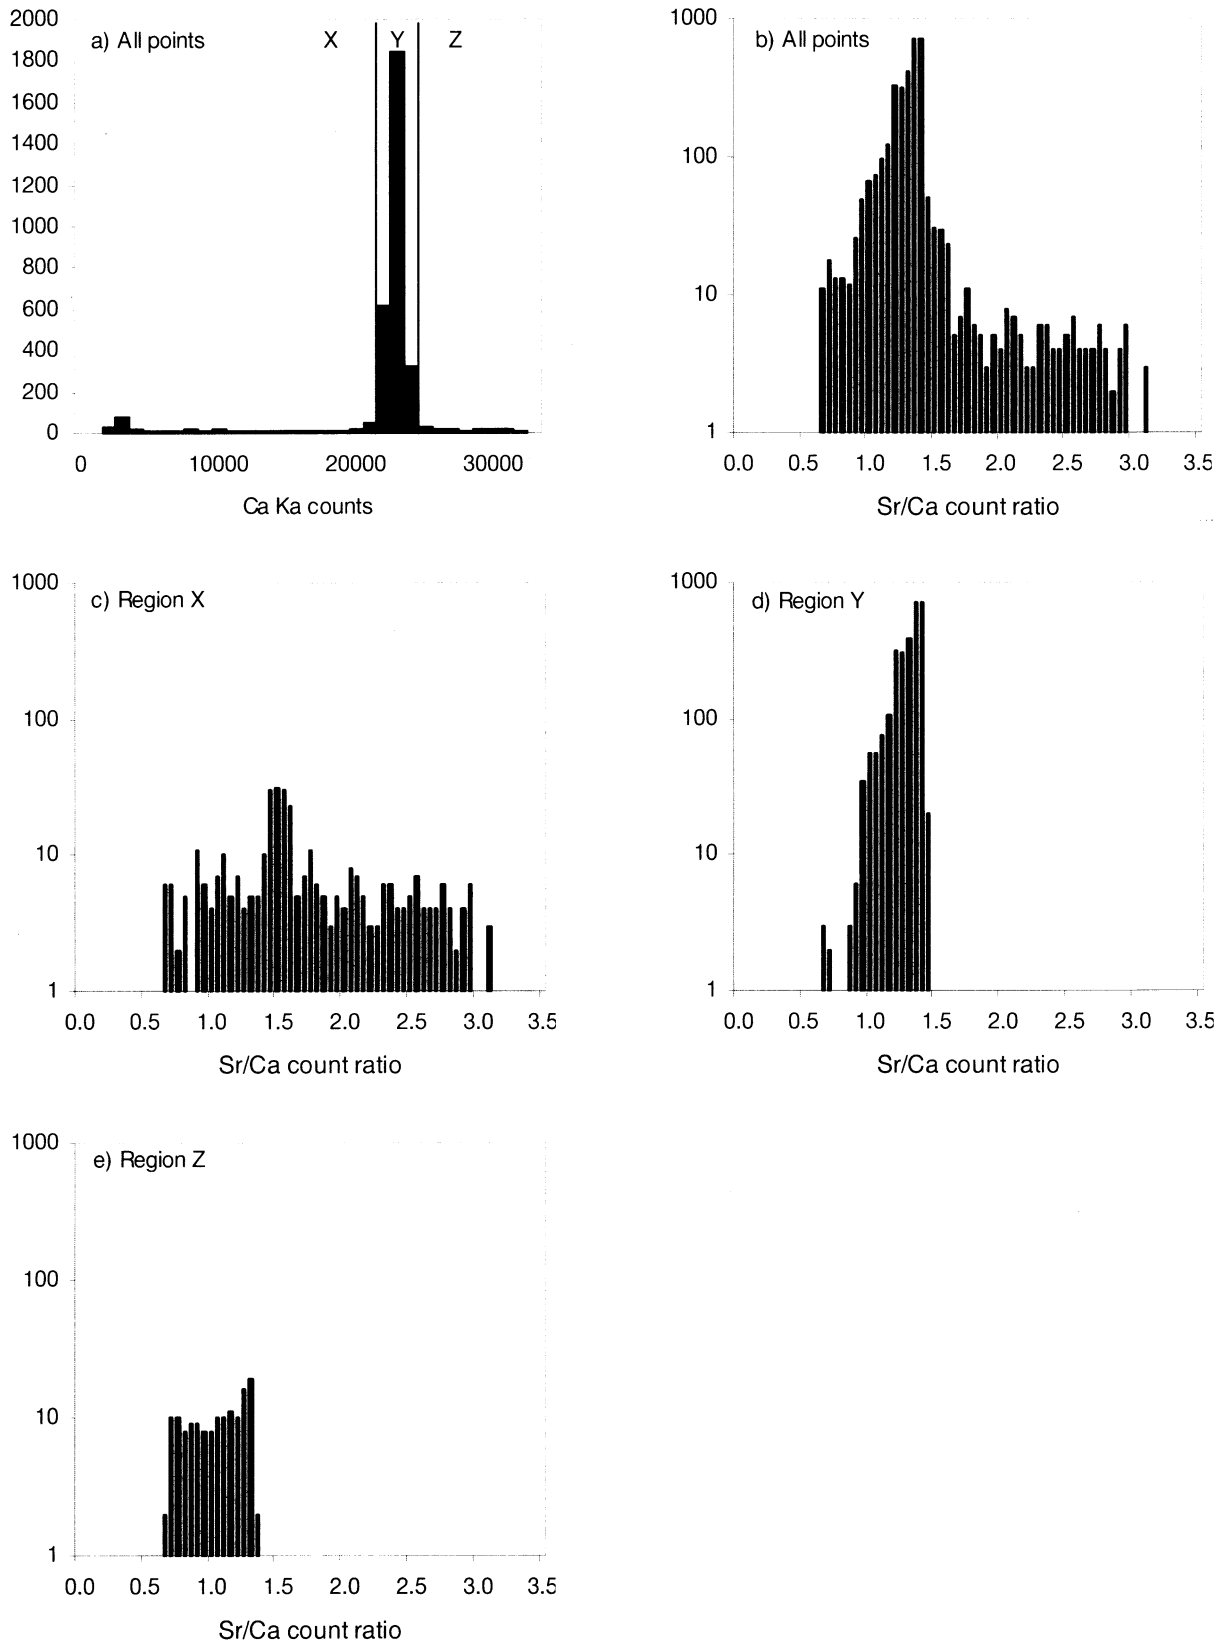 a) All points
X Y Z
2000
1800
1600
1400
1200
1000
800
600
400
200
0
0 10000 20000 30000
Ca Ka counts
b) All points
1000
100
10
1
0.0 0.5 1.0 1.5 2.0 2.5 3.0 3.5
Sr/Ca count ratio
c) Region X
1000
100
10
1
0.0 0.5 1.0 1.5 2.0 2.5 3.0 3.5
Sr/Ca count ratio
d) Region Y
1000
100
10
1
0.0 0.5 1.0 1.5 2.0 2.5 3.0 3.5
Sr/Ca count ratio
e) Region Z
1000
100
10
1
0.0 0.5 1.0 1.5 2.0 2.5 3.0 3.5
Sr/Ca count ratio